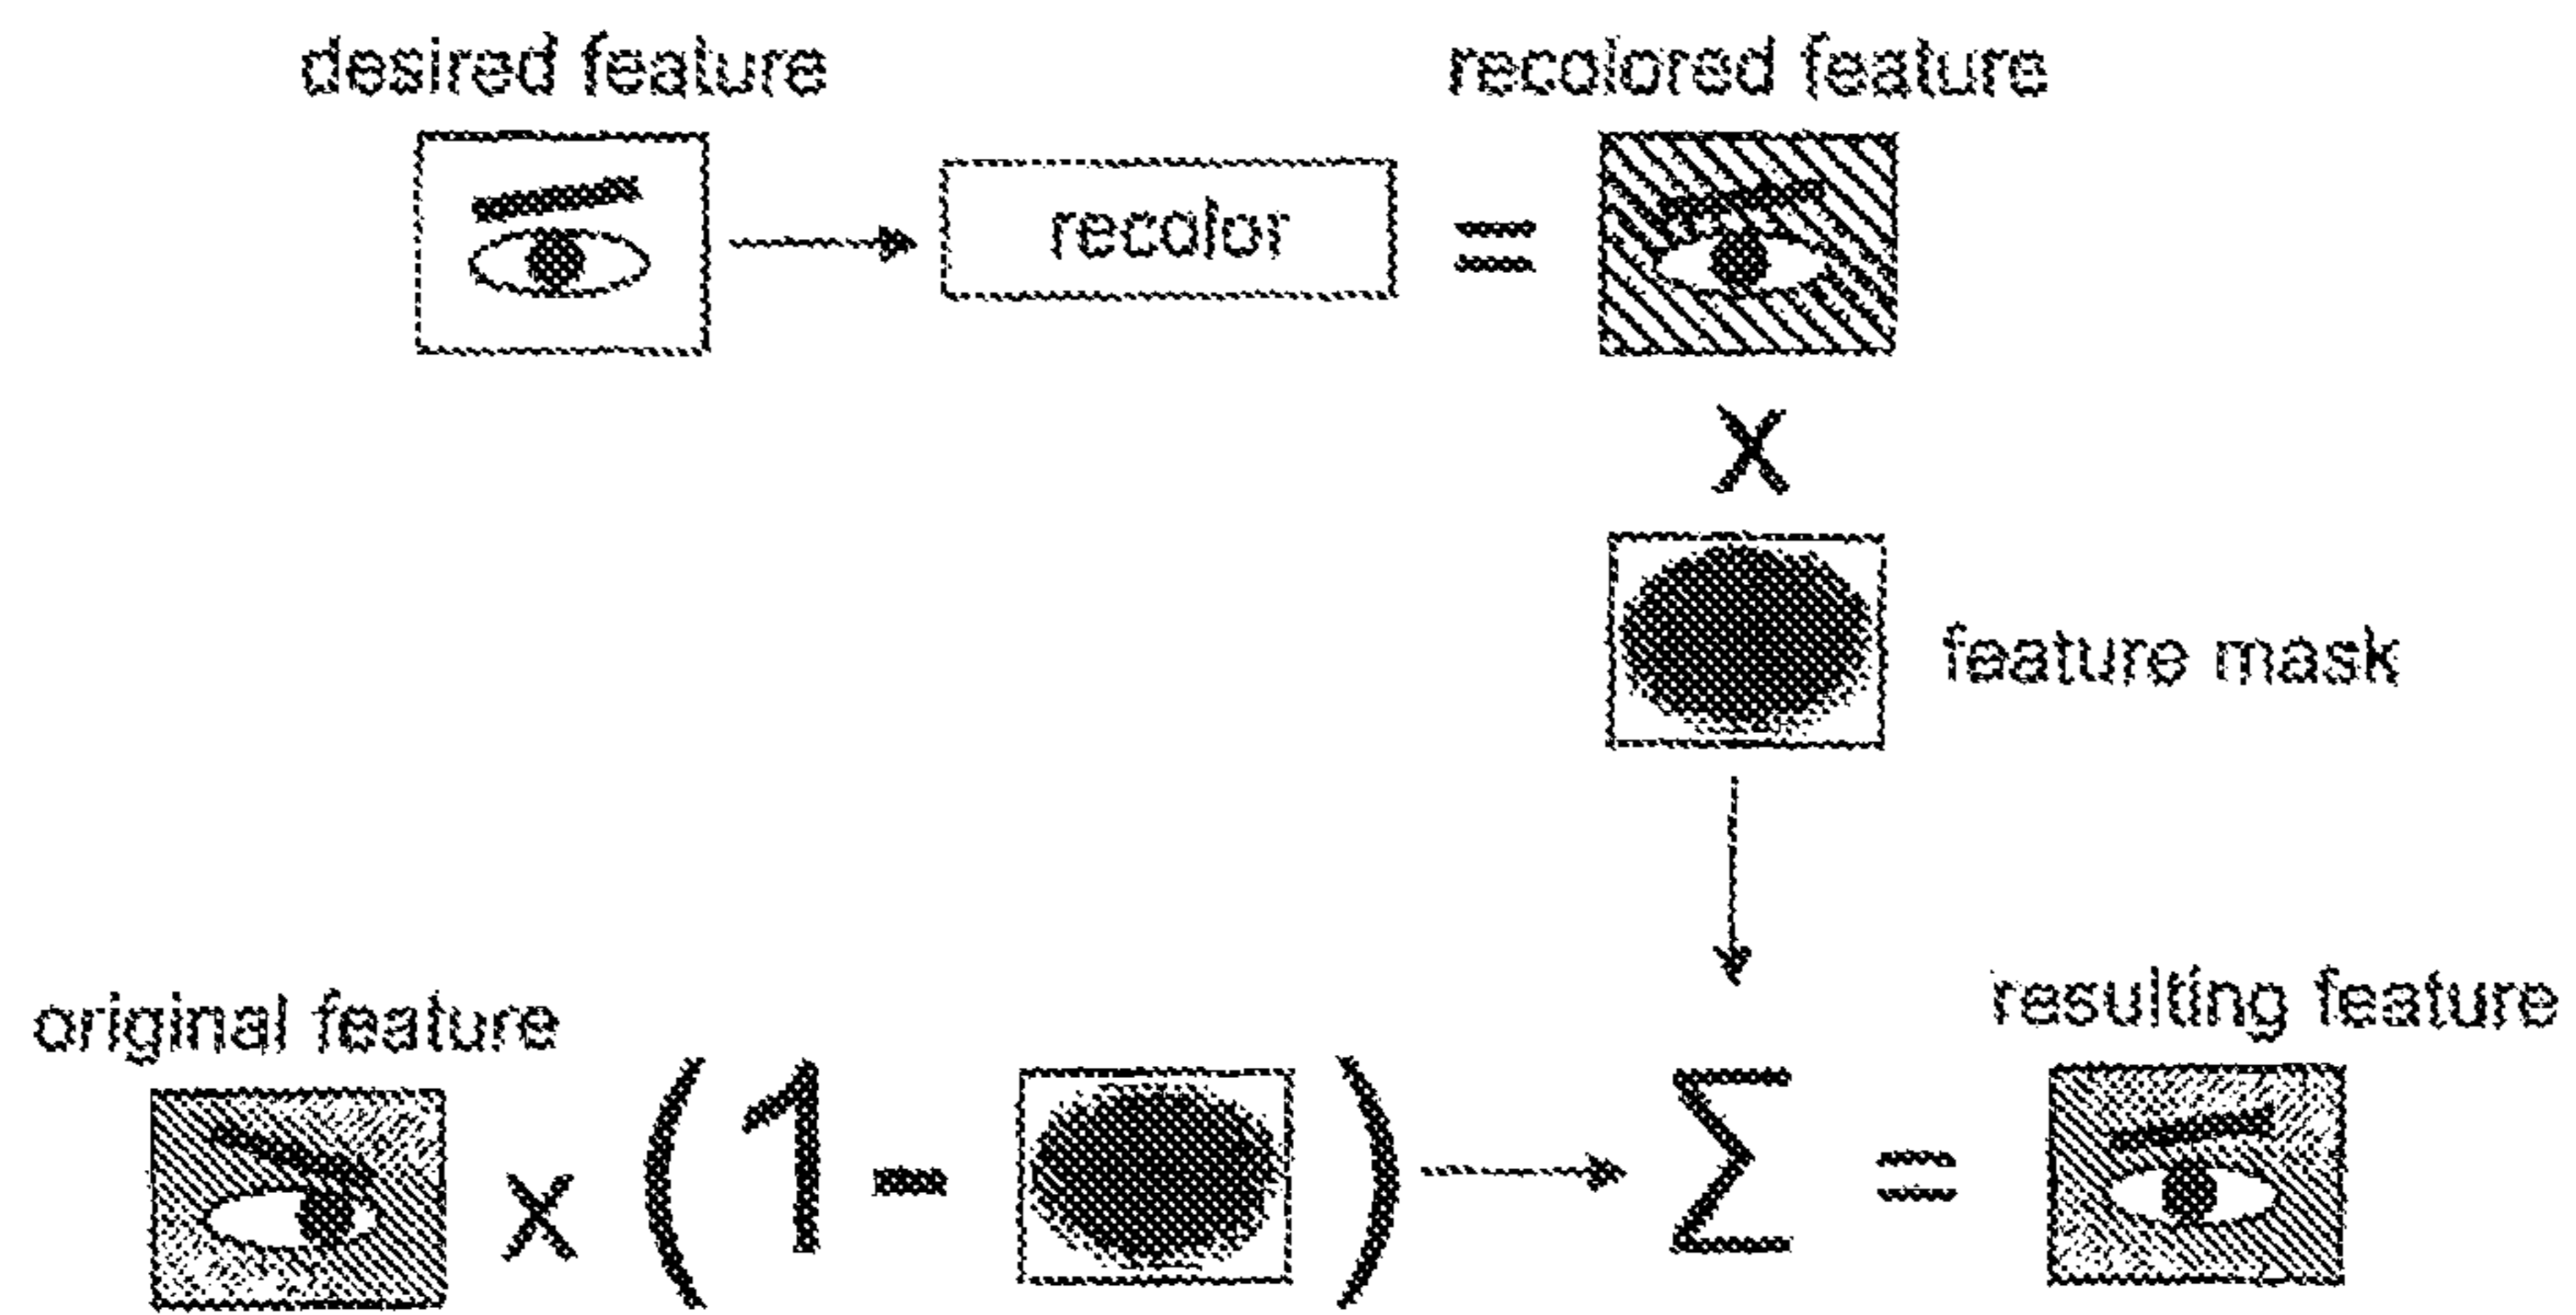 desired feature
recolored feature
recolor
=
x
feature mask
original feature
resulting feature
x (1 - ) Σ =